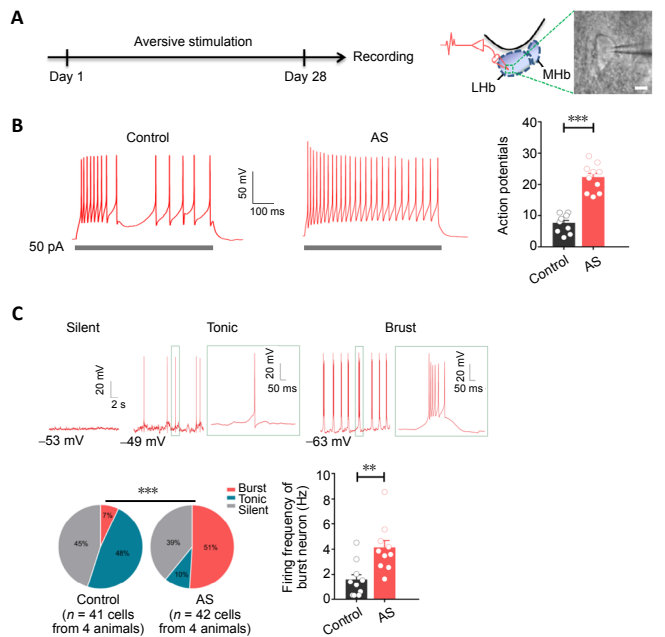 A
Aversive stimulation
Recording
Day 1
Day 28
LHb
MHb
B
Control
AS
50 mV
100 ms
50 pA
Action potentials
40
30
20
10
0
***
Control
AS
C
Silent
Tonic
Brust
20 mV
2 s
20 mV
50 ms
20 mV
50 ms
–53 mV
–49 mV
–63 mV
***
Burst
Tonic
Silent
7%
45%
48%
39%
51%
10%
Control
(n = 41 cells
from 4 animals)
AS
(n = 42 cells
from 4 animals)
Firing frequency of
burst neuron (Hz)
10
8
6
4
2
0
**
Control
AS